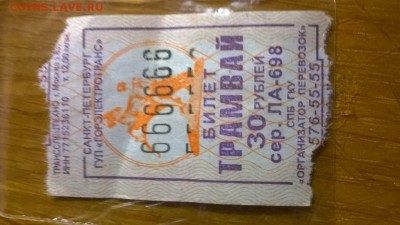 САНКТ-ПЕТЕРБУРГ
ГУП «ГОРЭЛЕКТРОТРАНС»
666666
БИЛЕТ
ТРАМВАЙ
30 РУБЛЕЙ
сер. ЛА-698
СПБ ГКУ
«ОРГАНИЗАТОР ПЕРЕВОЗОК»
576-55-55